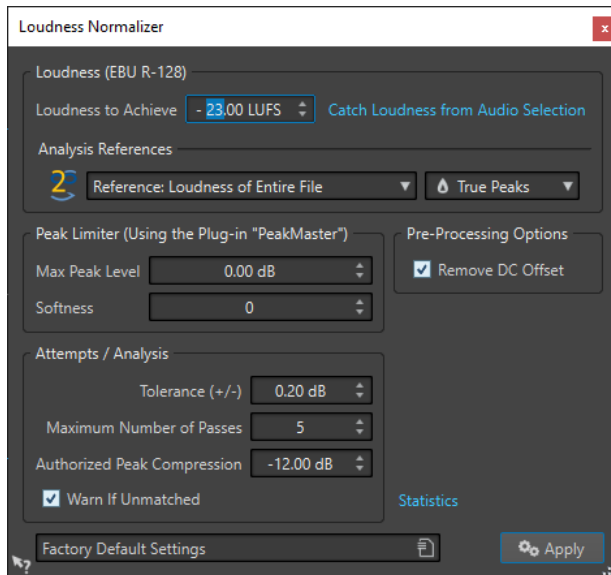 Loudness Normalizer
x
Loudness (EBU R-128)
Loudness to Achieve - 23.00 LUFS Catch Loudness from Audio Selection
Analysis References
2 Reference: Loudness of Entire File True Peaks
Peak Limiter (Using the Plug-in "PeakMaster") Pre-Processing Options
Max Peak Level 0.00 dB Remove DC Offset
Softness 0
Attempts / Analysis
Tolerance (+/-) 0.20 dB
Maximum Number of Passes 5
Authorized Peak Compression -12.00 dB
Warn If Unmatched Statistics
Factory Default Settings Apply
?